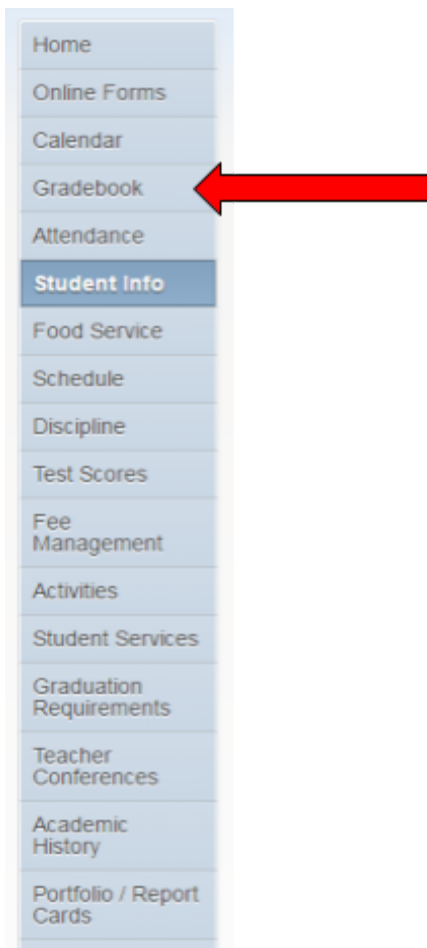 Home
Online Forms
Calendar
Gradebook
Attendance
Student Info
Food Service
Schedule
Discipline
Test Scores
Fee
Management
Activities
Student Services
Graduation
Requirements
Teacher
Conferences
Academic
History
Portfolio / Report
Cards